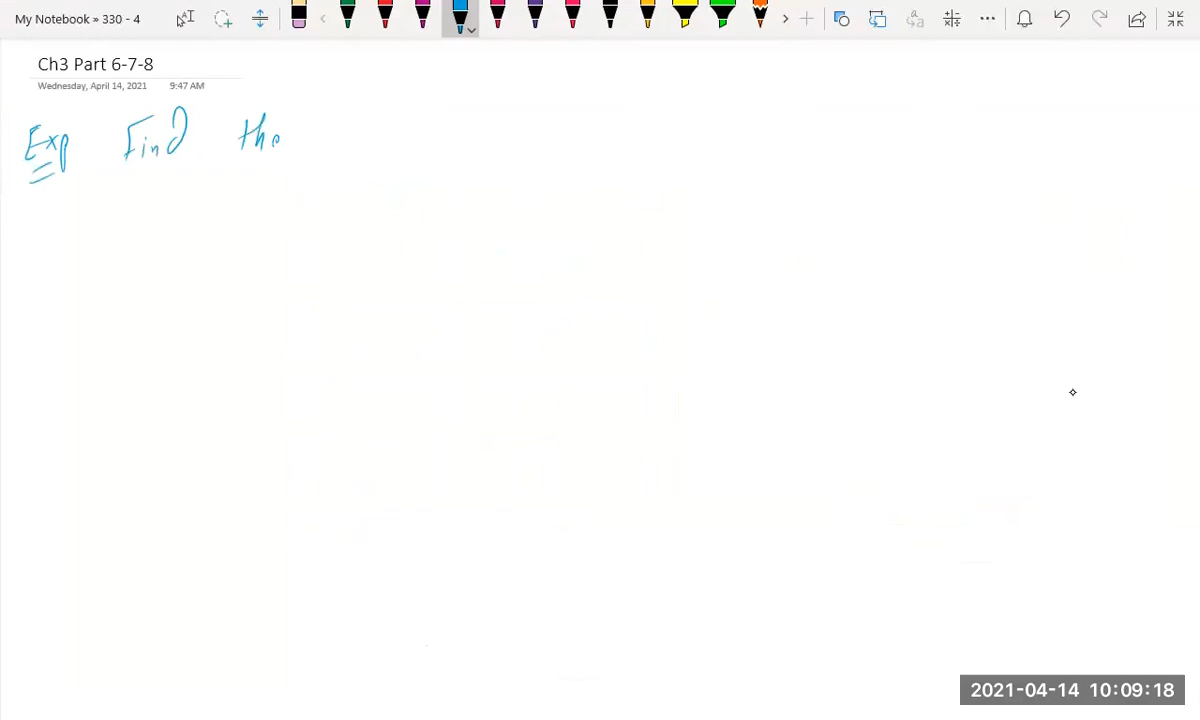 My Notebook » 330 - 4
Ch3 Part 6-7-8
Wednesday, April 14, 2021 9:47 AM
Exp Find the
2021-04-14 10:09:18